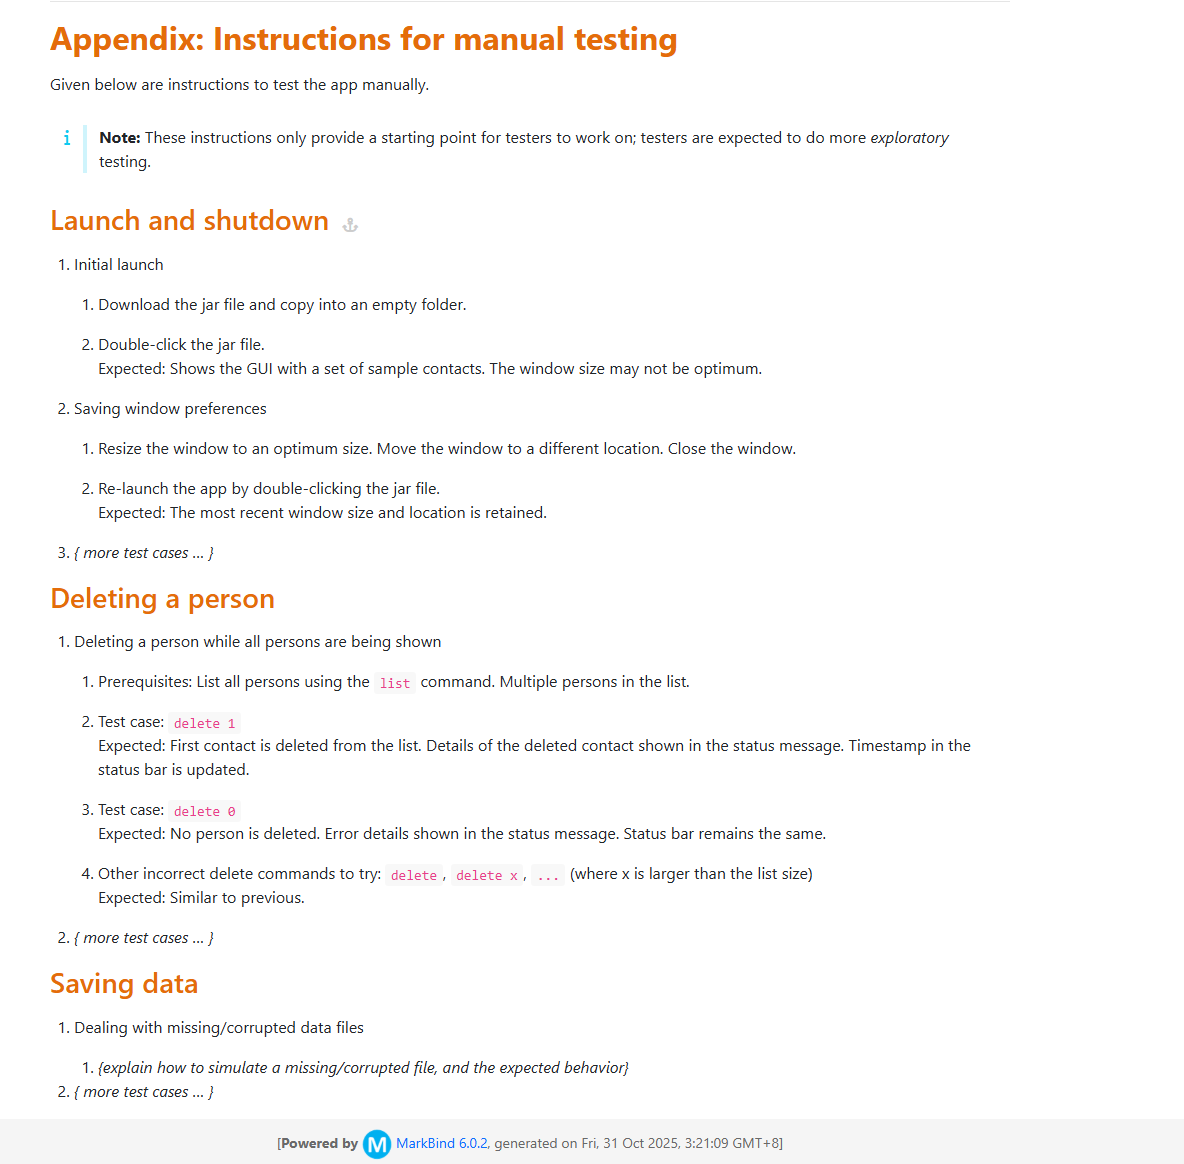 Appendix: Instructions for manual testing
Given below are instructions to test the app manually.
Note: These instructions only provide a starting point for testers to work on; testers are expected to do more exploratory
testing.
Launch and shutdown
1. Initial launch
1. Download the jar file and copy into an empty folder.
2. Double-click the jar file.
Expected: Shows the GUI with a set of sample contacts. The window size may not be optimum.
2. Saving window preferences
1. Resize the window to an optimum size. Move the window to a different location. Close the window.
2. Re-launch the app by double-clicking the jar file.
Expected: The most recent window size and location is retained.
3. { more test cases … }
Deleting a person
1. Deleting a person while all persons are being shown
1. Prerequisites: List all persons using the list command. Multiple persons in the list.
2. Test case: delete 1
Expected: First contact is deleted from the list. Details of the deleted contact shown in the status message. Timestamp in the
status bar is updated.
3. Test case: delete 0
Expected: No person is deleted. Error details shown in the status message. Status bar remains the same.
4. Other incorrect delete commands to try: delete, delete x, ... (where x is larger than the list size)
Expected: Similar to previous.
2. { more test cases … }
Saving data
1. Dealing with missing/corrupted data files
1. {explain how to simulate a missing/corrupted file, and the expected behavior}
2. { more test cases … }
[Powered by M MarkBind 6.0.2, generated on Fri, 31 Oct 2025, 3:21:09 GMT+8]